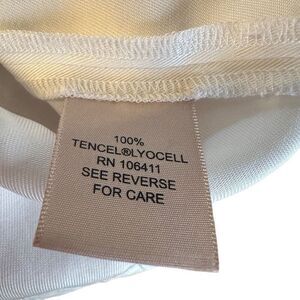 100%
TENCEL®LYOCELL
RN 106411
SEE REVERSE
FOR CARE